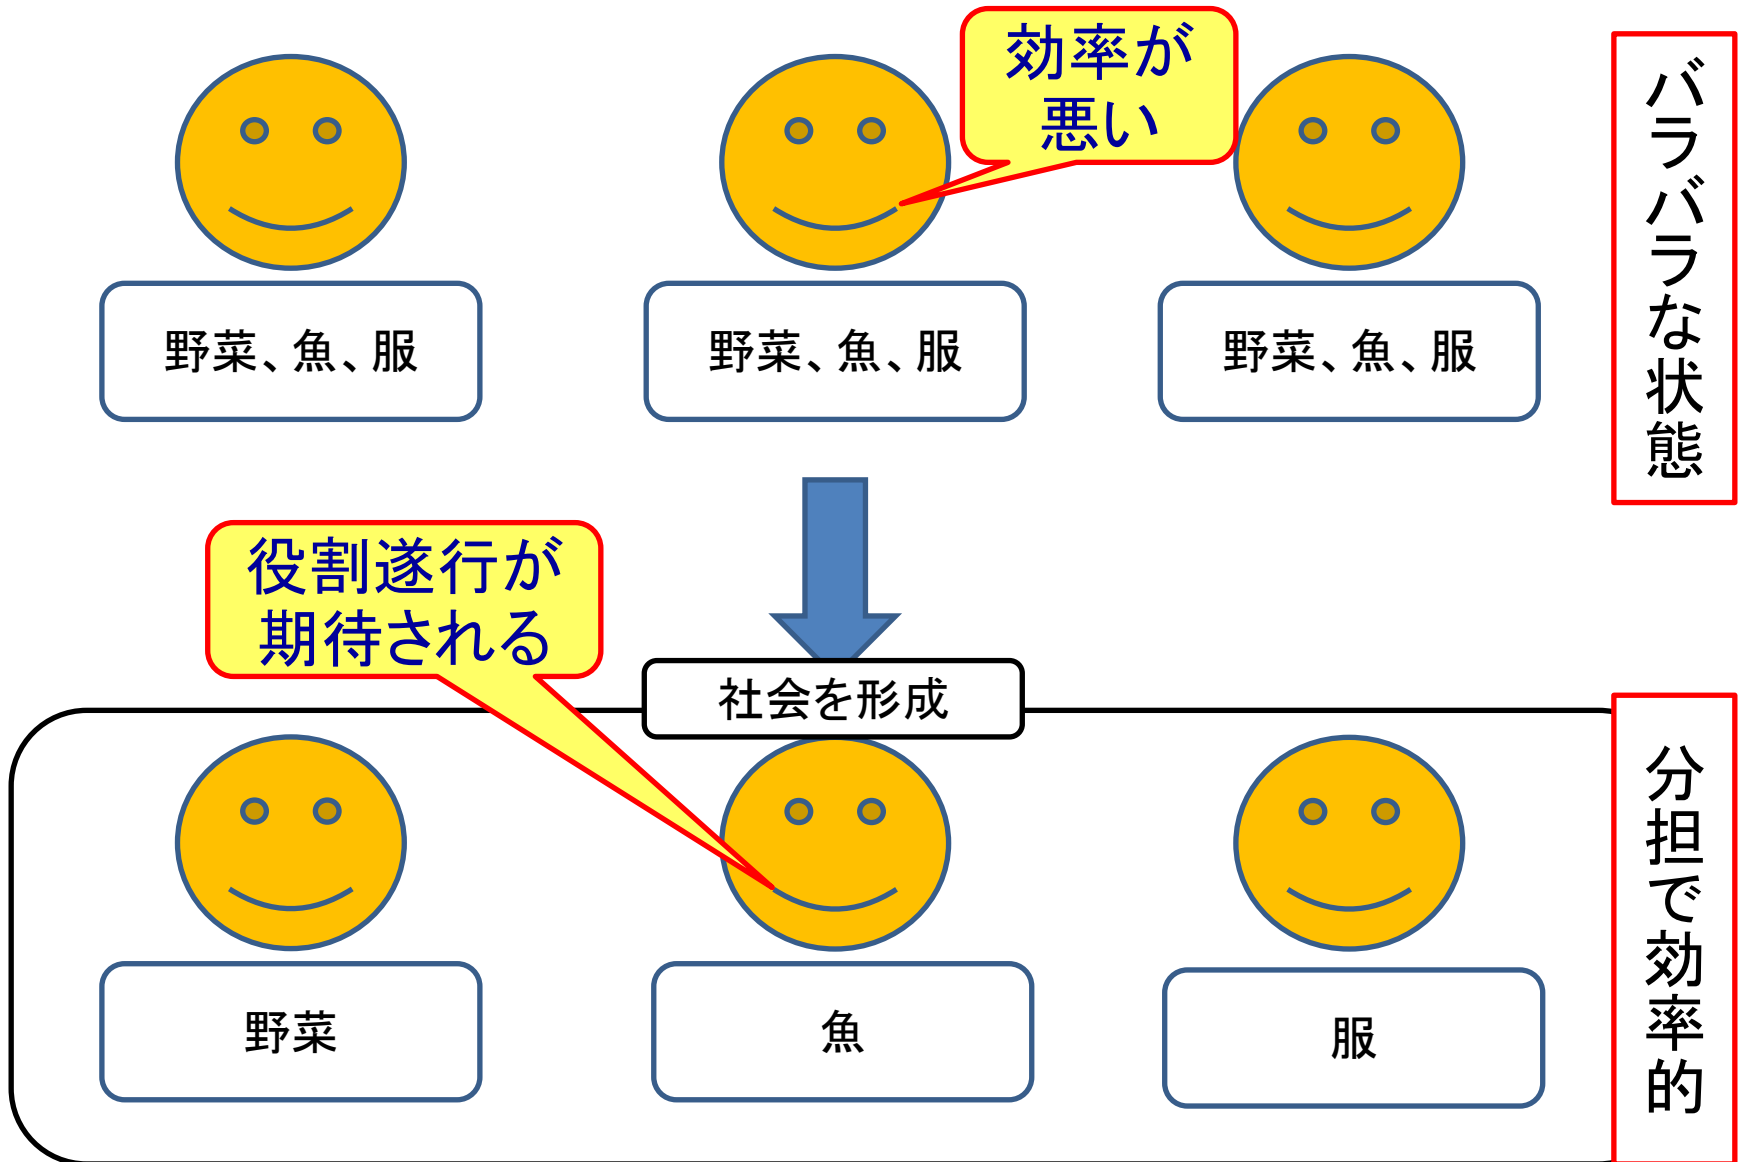 効率が
悪い
バラバラな状態
野菜、魚、服
野菜、魚、服
野菜、魚、服
役割遂行が
期待される
社会を形成
分担で効率的
野菜
魚
服